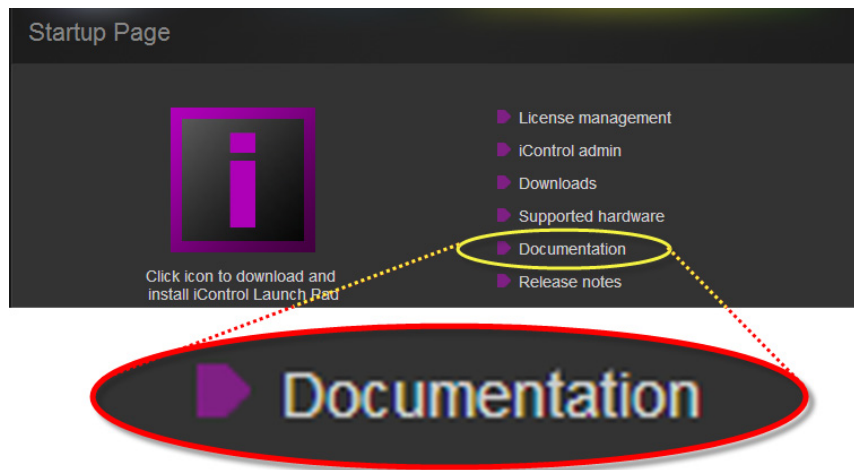 Startup Page
i
License management
iControl admin
Downloads
Supported hardware
Documentation
Release notes
Click icon to download and
install iControl Launch Pad
Documentation